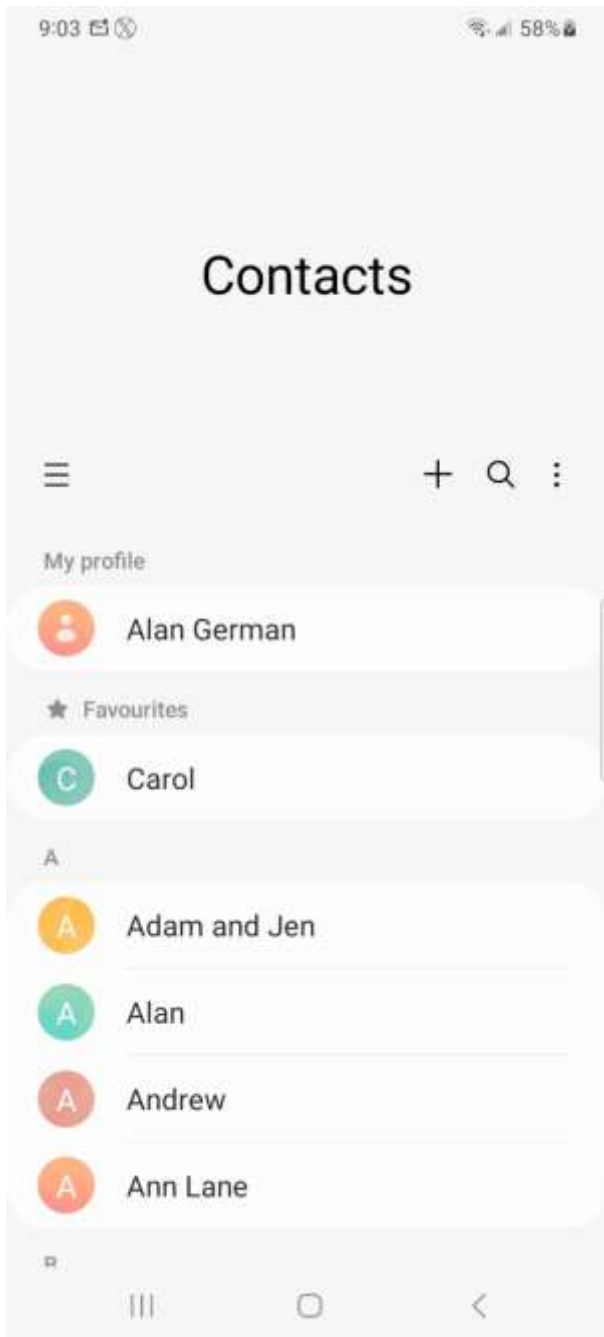 9:03 58%
Contacts
My profile
Alan German
Favourites
C Carol
A
A Adam and Jen
A Alan
A Andrew
A Ann Lane